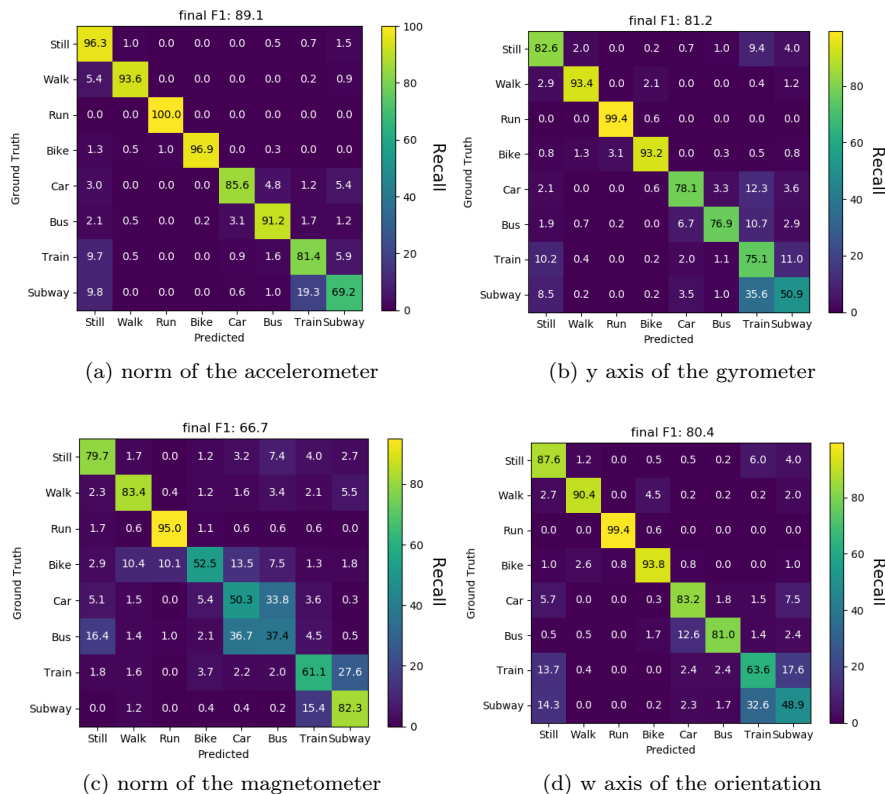 final F1: 89.1
Still 96.3 1.0 0.0 0.0 0.0 0.5 0.7 1.5
Walk 5.4 93.6 0.0 0.0 0.0 0.0 0.2 0.9
Run 0.0 0.0 100.0 0.0 0.0 0.0 0.0 0.0
Bike 1.3 0.5 1.0 96.9 0.0 0.3 0.0 0.0
Car 3.0 0.0 0.0 0.0 85.6 4.8 1.2 5.4
Bus 2.1 0.5 0.0 0.2 3.1 91.2 1.7 1.2
Train 9.7 0.4 0.0 0.0 0.9 1.6 81.4 5.9
Subway 9.8 0.0 0.0 0.0 0.6 1.0 19.3 69.2
Still Walk Run Bike Car Bus Train Subway
Predicted
Ground Truth
100
80
60
40
20
0
Recall
(a) norm of the accelerometer
final F1: 81.2
Still 82.6 2.0 0.0 0.2 0.7 1.0 9.4 4.0
Walk 2.9 93.4 0.0 2.1 0.0 0.0 0.4 1.2
Run 0.0 0.0 99.4 0.6 0.0 0.0 0.0 0.0
Bike 0.8 1.3 3.1 93.2 0.0 0.3 0.5 0.8
Car 2.1 0.0 0.0 0.6 78.1 3.3 12.3 3.6
Bus 1.9 0.7 0.2 0.0 6.7 76.9 10.7 2.9
Train 10.2 0.4 0.0 0.2 2.0 1.1 75.1 11.0
Subway 8.5 0.2 0.0 0.2 3.5 1.0 35.6 50.9
Still Walk Run Bike Car Bus Train Subway
Predicted
Ground Truth
80
60
40
20
0
Recall
(b) y axis of the gyrometer
final F1: 66.7
Still 79.7 1.7 0.0 1.2 3.2 7.4 4.0 2.7
Walk 2.3 83.4 0.4 1.2 1.6 3.4 2.1 5.5
Run 1.7 0.6 95.0 1.1 0.6 0.6 0.6 0.0
Bike 2.9 10.4 10.1 52.5 13.5 7.5 1.3 1.8
Car 5.1 1.5 0.0 5.4 50.3 33.8 3.6 0.3
Bus 16.4 1.4 1.0 2.1 36.7 37.4 4.5 0.5
Train 1.8 1.6 0.0 3.7 2.2 2.0 61.1 27.6
Subway 0.0 1.2 0.0 0.4 0.4 0.2 15.4 82.3
Still Walk Run Bike Car Bus Train Subway
Predicted
Ground Truth
80
60
40
20
0
Recall
(c) norm of the magnetometer
final F1: 80.4
Still 87.6 1.2 0.0 0.5 0.5 0.2 6.0 4.0
Walk 2.7 90.4 0.0 4.5 0.2 0.2 0.2 2.0
Run 0.0 0.0 99.4 0.6 0.0 0.0 0.0 0.0
Bike 1.0 2.6 0.8 93.8 0.8 0.0 0.0 1.0
Car 5.7 0.0 0.0 0.3 83.2 1.8 1.5 7.5
Bus 0.5 0.5 0.0 1.7 12.6 81.0 1.4 2.4
Train 13.7 0.4 0.0 0.0 2.4 2.4 63.6 17.6
Subway 14.3 0.0 0.0 0.2 2.3 1.7 32.6 48.9
Still Walk Run Bike Car Bus Train Subway
Predicted
Ground Truth
80
60
40
20
0
Recall
(d) w axis of the orientation